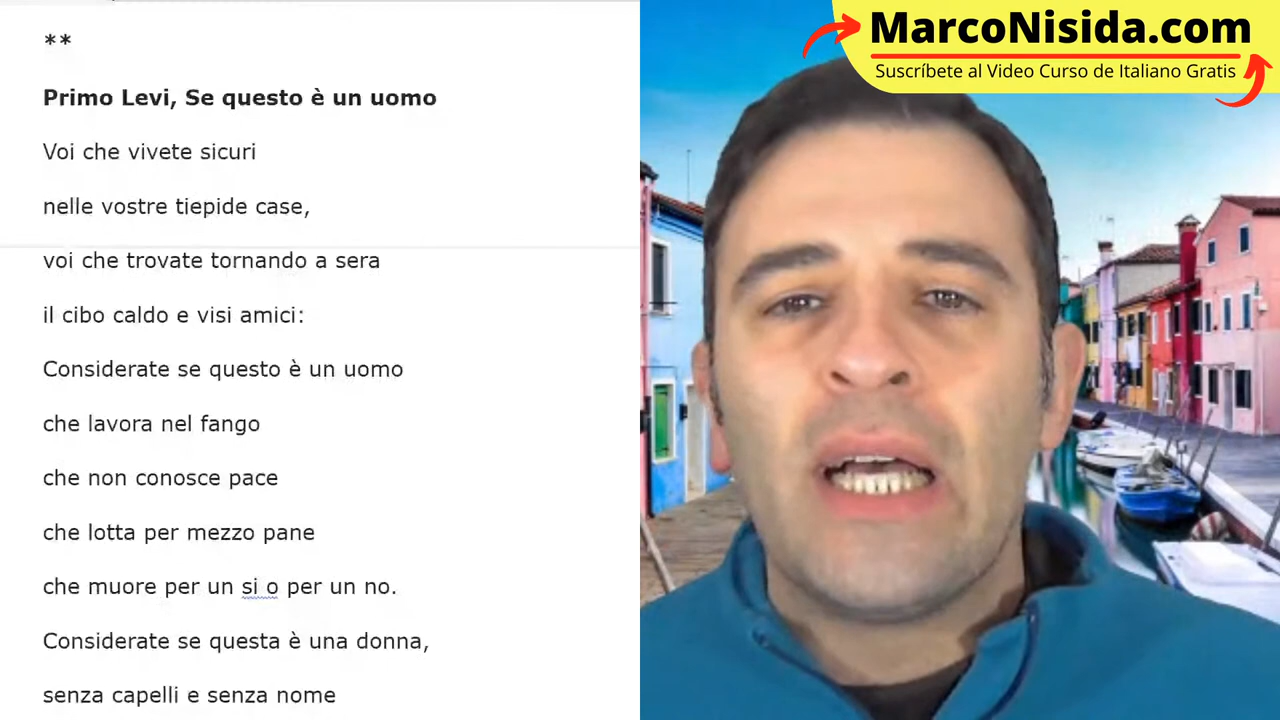 **
Primo Levi, Se questo è un uomo
Voi che vivete sicuri
nelle vostre tiepide case,
voi che trovate tornando a sera
il cibo caldo e visi amici:
Considerate se questo è un uomo
che lavora nel fango
che non conosce pace
che lotta per mezzo pane
che muore per un si o per un no.
Considerate se questa è una donna,
senza capelli e senza nome
MarcoNisida.com
Suscríbete al Video Curso de Italiano Gratis